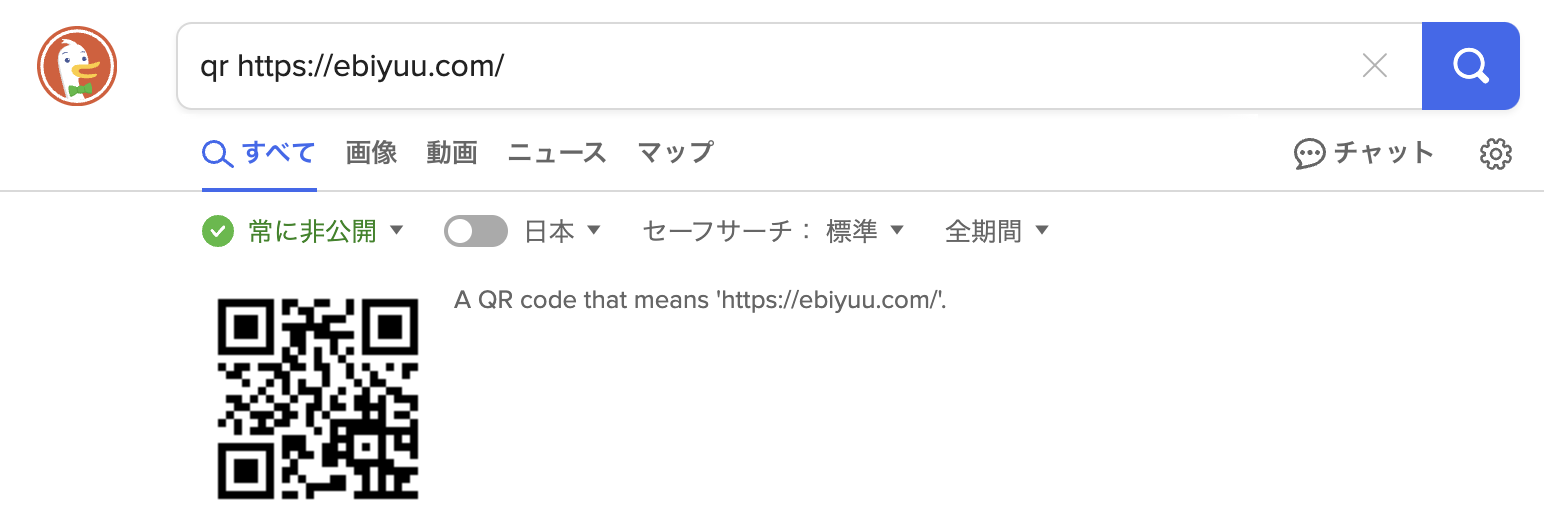 qr https://ebiyuu.com/
すべて 画像 動画 ニュース マップ チャット
常に非公開 日本 セーフサーチ： 標準 全期間
A QR code that means 'https://ebiyuu.com/'.